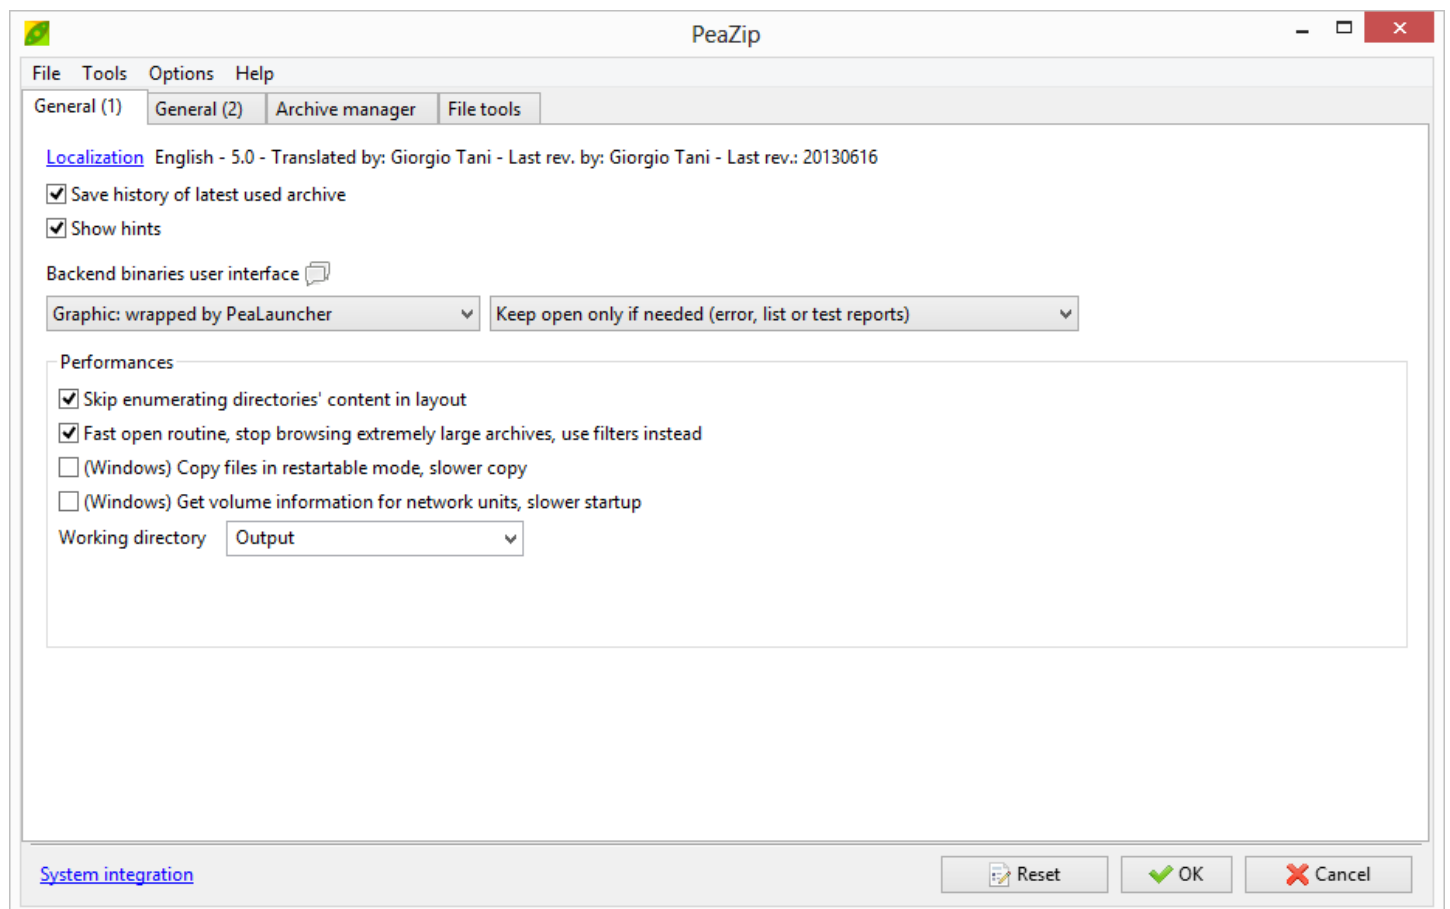 PeaZip
File Tools Options Help
General (1) General (2) Archive manager File tools
Localization English - 5.0 - Translated by: Giorgio Tani - Last rev. by: Giorgio Tani - Last rev.: 20130616
Save history of latest used archive
Show hints
Backend binaries user interface
Graphic: wrapped by PeaLauncher Keep open only if needed (error, list or test reports)
Performances
Skip enumerating directories' content in layout
Fast open routine, stop browsing extremely large archives, use filters instead
(Windows) Copy files in restartable mode, slower copy
(Windows) Get volume information for network units, slower startup
Working directory Output
System integration Reset OK Cancel